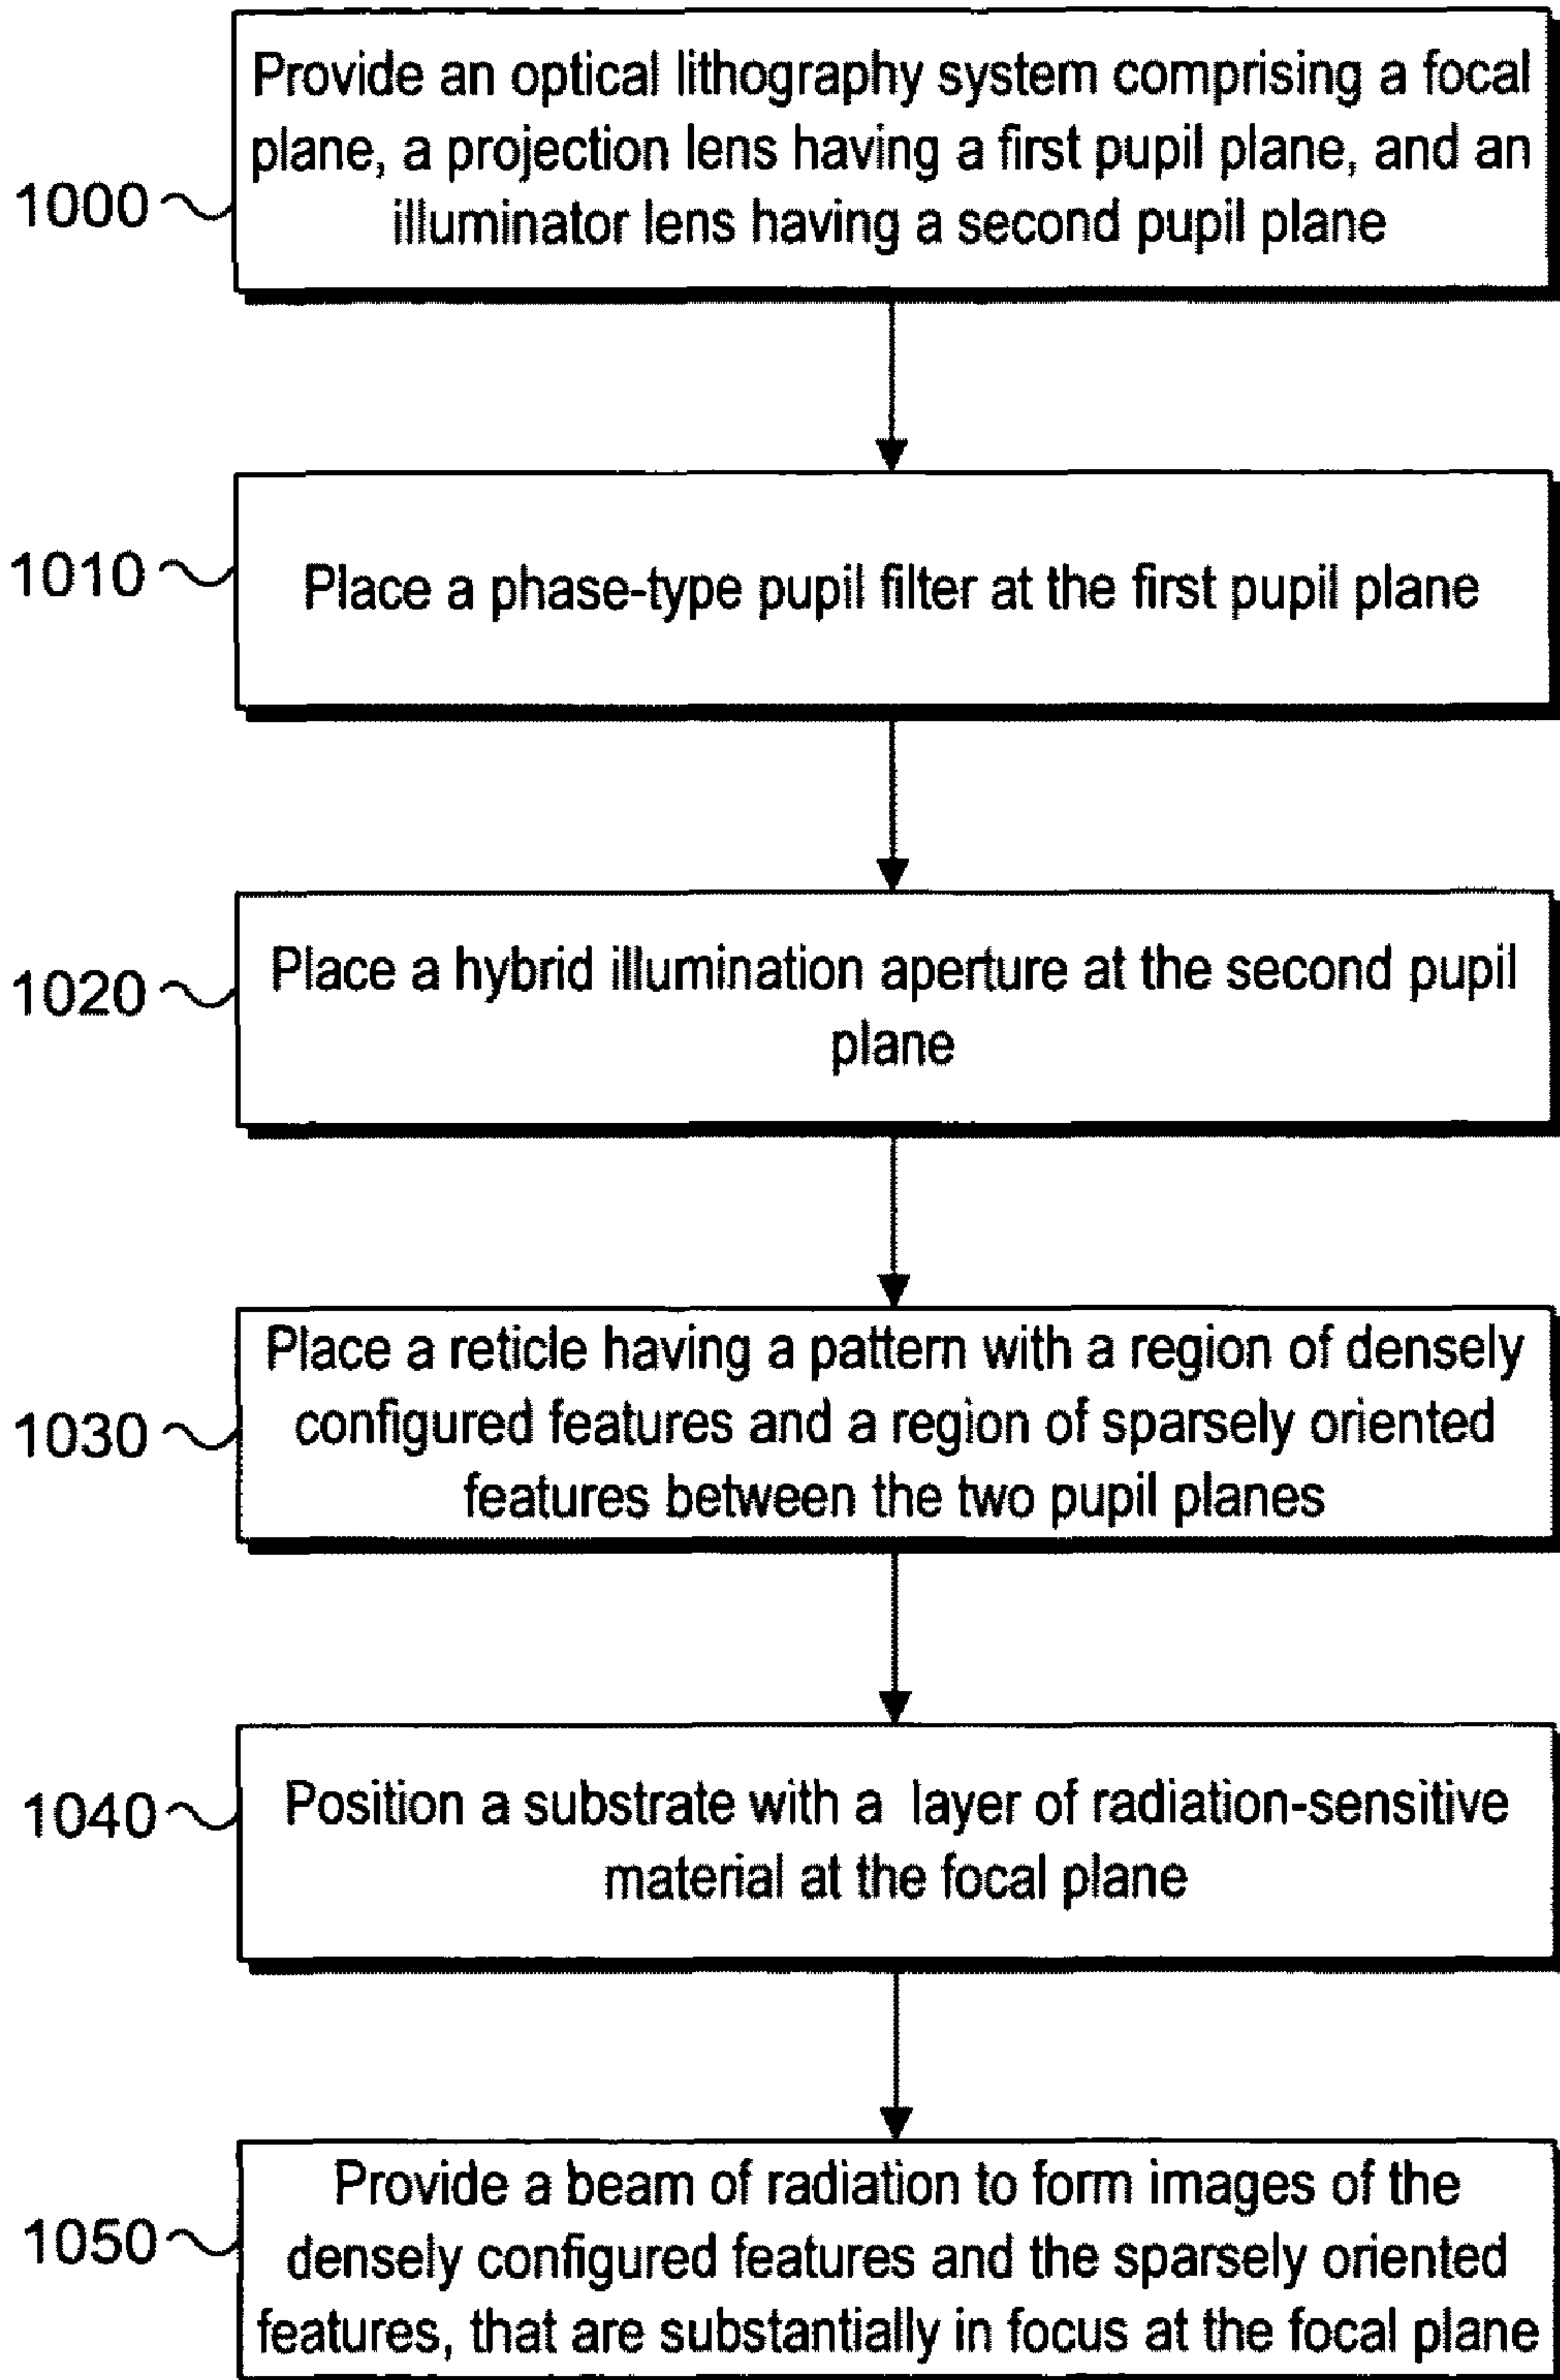 Provide an optical lithography system comprising a focal
plane, a projection lens having a first pupil plane, and an
1000
illuminator lens having a second pupil plane
1010
Place a phase-type pupil filter at the first pupil plane
1020
Place a hybrid illumination aperture at the second pupil
plane
Place a reticle having a pattern with a region of densely
1030
configured features and a region of sparsely oriented
features between the two pupil planes
1040
Position a substrate with a layer of radiation-sensitive
material at the focal plane
Provide a beam of radiation to form images of the
1050
densely configured features and the sparsely oriented
features, that are substantially in focus at the focal plane